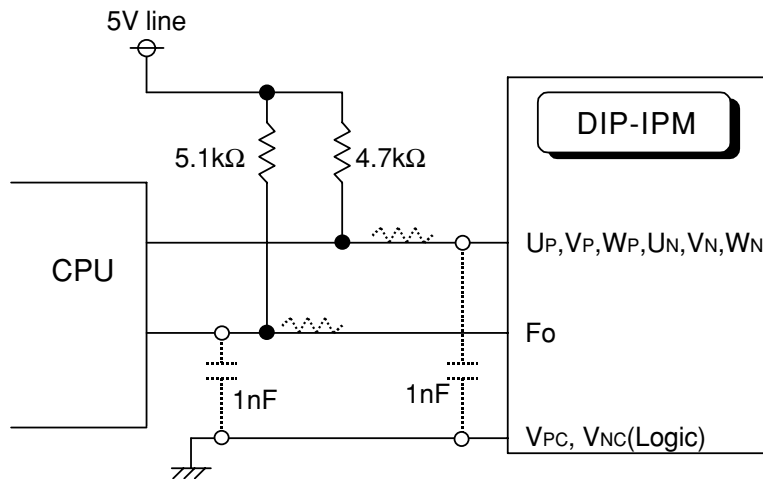 5V line
DIP-IPM
5.1kΩ
4.7kΩ
UP,VP,WP,UN,VN,WN
CPU
Fo
1nF
1nF
VPC, VNC(Logic)